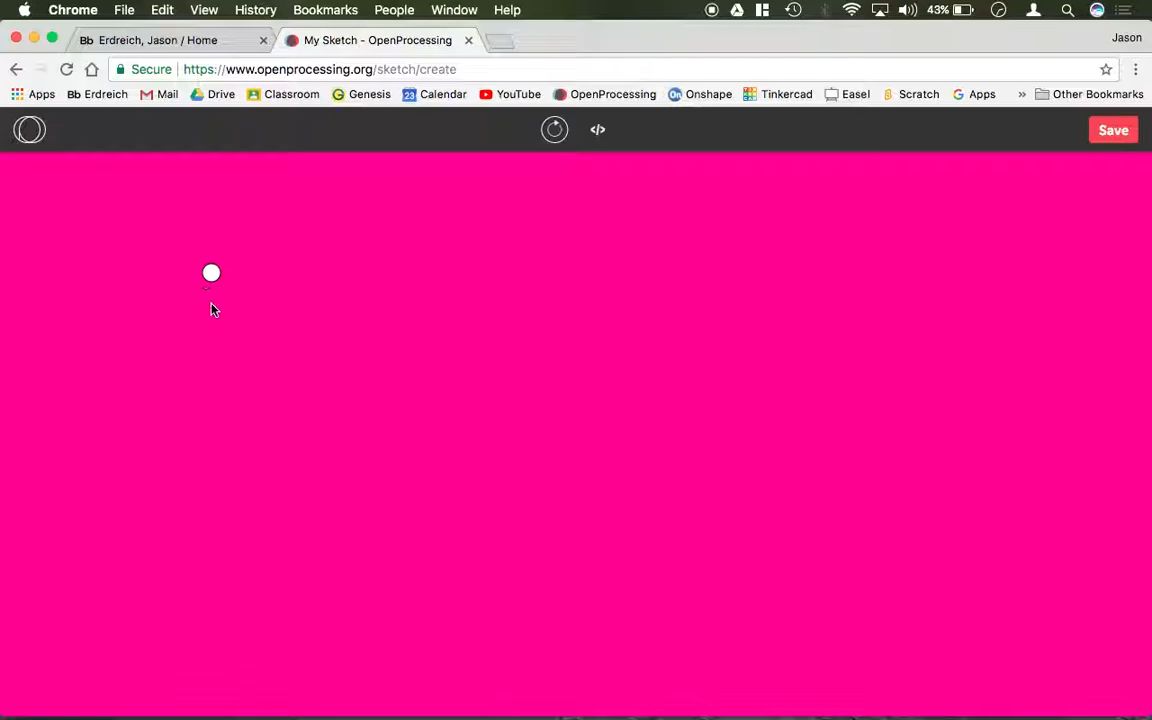 Chrome File Edit View History Bookmarks People Window Help 43%
Bb Erdreich, Jason / Home My Sketch - OpenProcessing Jason
Secure https://www.openprocessing.org/sketch/create
Apps Bb Erdreich Mail Drive Classroom Genesis 23 Calendar YouTube OpenProcessing On Onshape Tinkercad Easel Scratch Apps » Other Bookmarks
</> Save